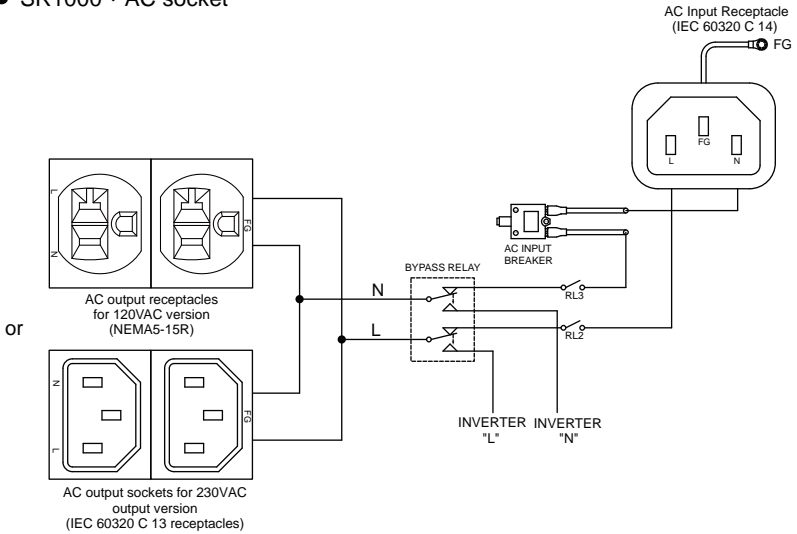 AC socket
AC Input Receptacle
(IEC 60320 C 14)
FG
L
FG
N
L
N
FG
AC output receptacles
for 120VAC version
(NEMA5-15R)
or
N
L
FG
AC output sockets for 230VAC
output version
(IEC 60320 C 13 receptacles)
N
L
BYPASS RELAY
AC INPUT
BREAKER
RL3
RL2
INVERTER
"L"
INVERTER
"N"